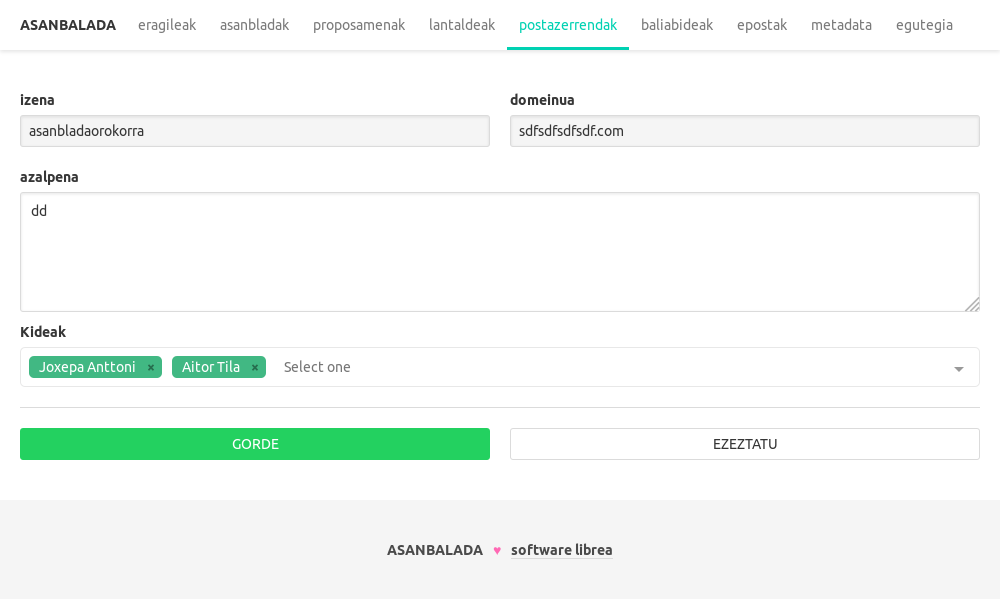 ASANBALADA eragileak asanbladak proposamenak lantaldeak postazerrendak baliabideak epostak metadata egutegia
izena domeinua
asanbladaorokorra sdfsdfsdfsdf.com
azalpena
dd
Kideak
Joxepa Anttoni × Aitor Tila × Select one
GORDE EZEZTATU
ASANBALADA ♥ software librea